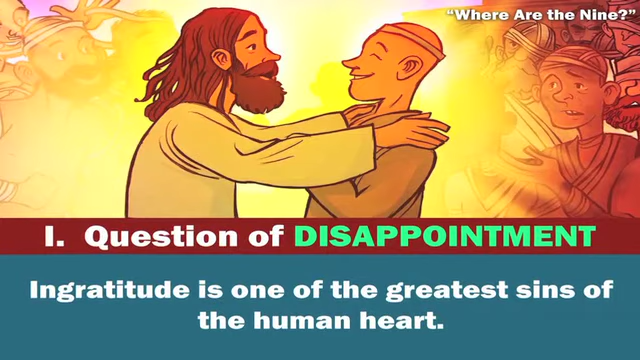 "Where Are the Nine?"
I. Question of DISAPPOINTMENT
Ingratitude is one of the greatest sins of
the human heart.